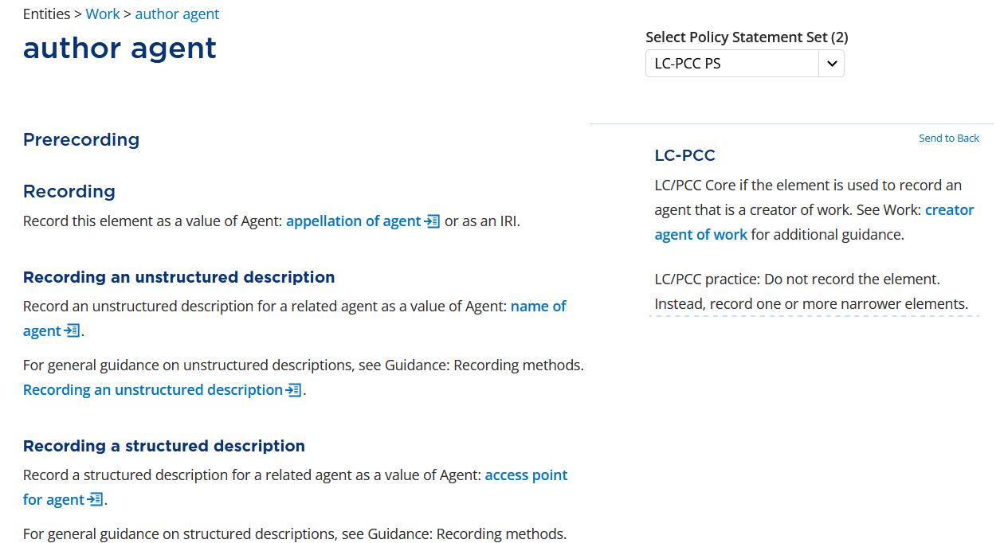 Entities > Work > author agent
author agent
Select Policy Statement Set (2)
LC-PCC PS
Prerecording
Recording
Record this element as a value of Agent: appellation of agent or as an IRI.
Recording an unstructured description
Record an unstructured description for a related agent as a value of Agent: name of
agent.
For general guidance on unstructured descriptions, see Guidance: Recording methods.
Recording an unstructured description.
Recording a structured description
Record a structured description for a related agent as a value of Agent: access point
for agent.
For general guidance on structured descriptions, see Guidance: Recording methods.
Send to Back
LC-PCC
LC/PCC Core if the element is used to record an
agent that is a creator of work. See Work: creator
agent of work for additional guidance.
LC/PCC practice: Do not record the element.
Instead, record one or more narrower elements.